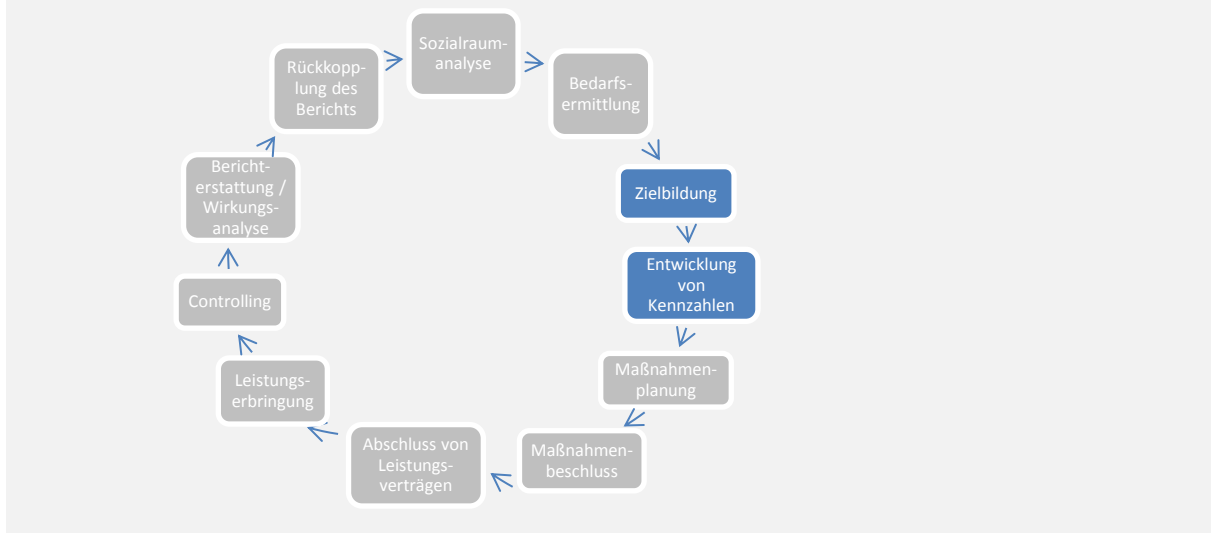 Sozialraum-
analyse
Bedarfs-
ermittlung
Zielbildung
Entwicklung
von
Kennzahlen
Maßnahmen-
planung
Maßnahmen-
beschluss
Abschluss von
Leistungs-
verträgen
Leistungs-
erbringung
Controlling
Bericht-
erstattung /
Wirkungs-
analyse
Rückkopp-
lung des
Berichts